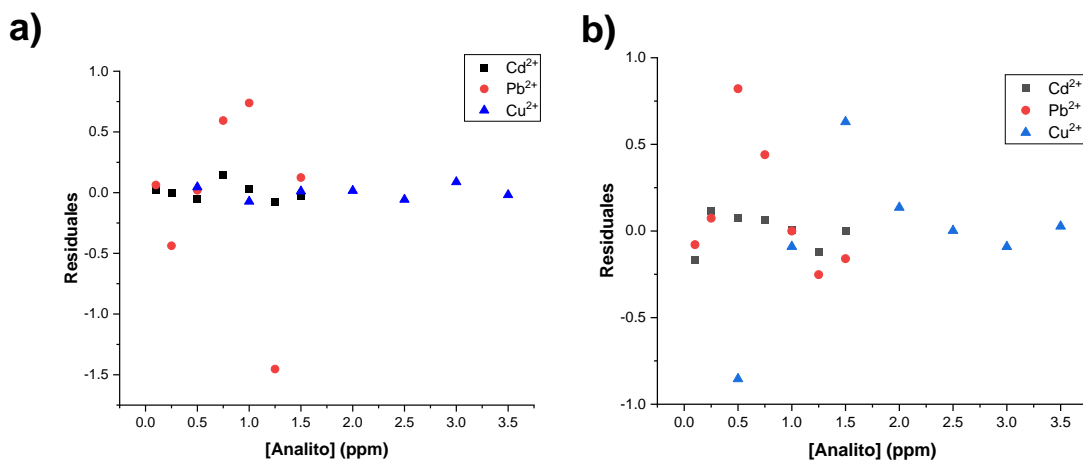 a)
Cd²⁺
Pb²⁺
Cu²⁺
1.0
0.5
0.0
-0.5
-1.0
-1.5
Residuales
0.0 0.5 1.0 1.5 2.0 2.5 3.0 3.5
[Analito] (ppm)
b)
Cd²⁺
Pb²⁺
Cu²⁺
1.0
0.5
0.0
-0.5
-1.0
Residuales
0.0 0.5 1.0 1.5 2.0 2.5 3.0 3.5
[Analito] (ppm)